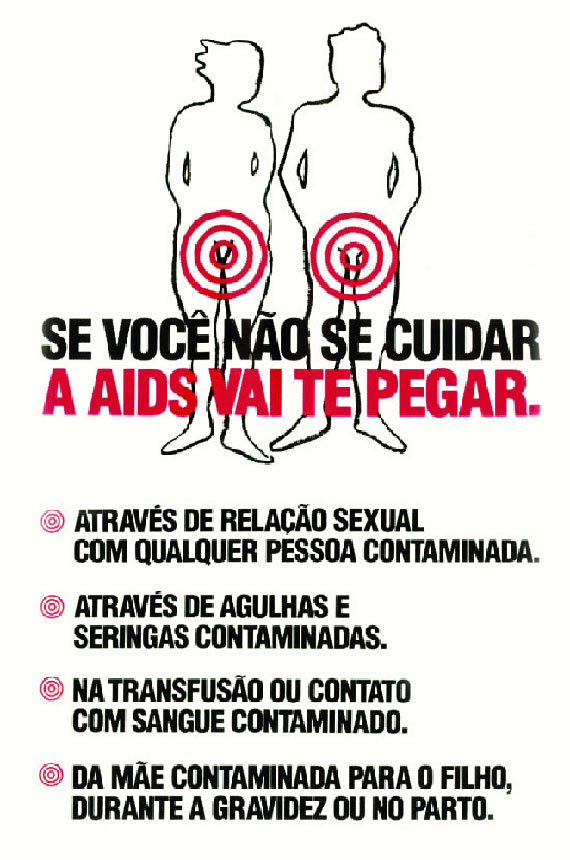 SE VOCÊ NÃO SE CUIDAR
A AIDS VAI TE PEGAR.
ATRAVÉS DE RELAÇÃO SEXUAL
COM QUALQUER PESSOA CONTAMINADA.
ATRAVÉS DE AGULHAS E
SERINGAS CONTAMINADAS.
NA TRANSFUSÃO OU CONTATO
COM SANGUE CONTAMINADO.
DA MÃE CONTAMINADA PARA O FILHO,
DURANTE A GRAVIDEZ OU NO PARTO.